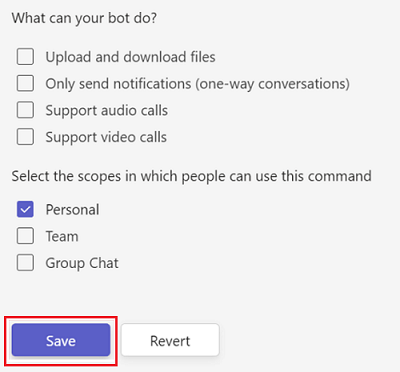 What can your bot do?
Upload and download files
Only send notifications (one-way conversations)
Support audio calls
Support video calls
Select the scopes in which people can use this command
Personal
Team
Group Chat
Save Revert